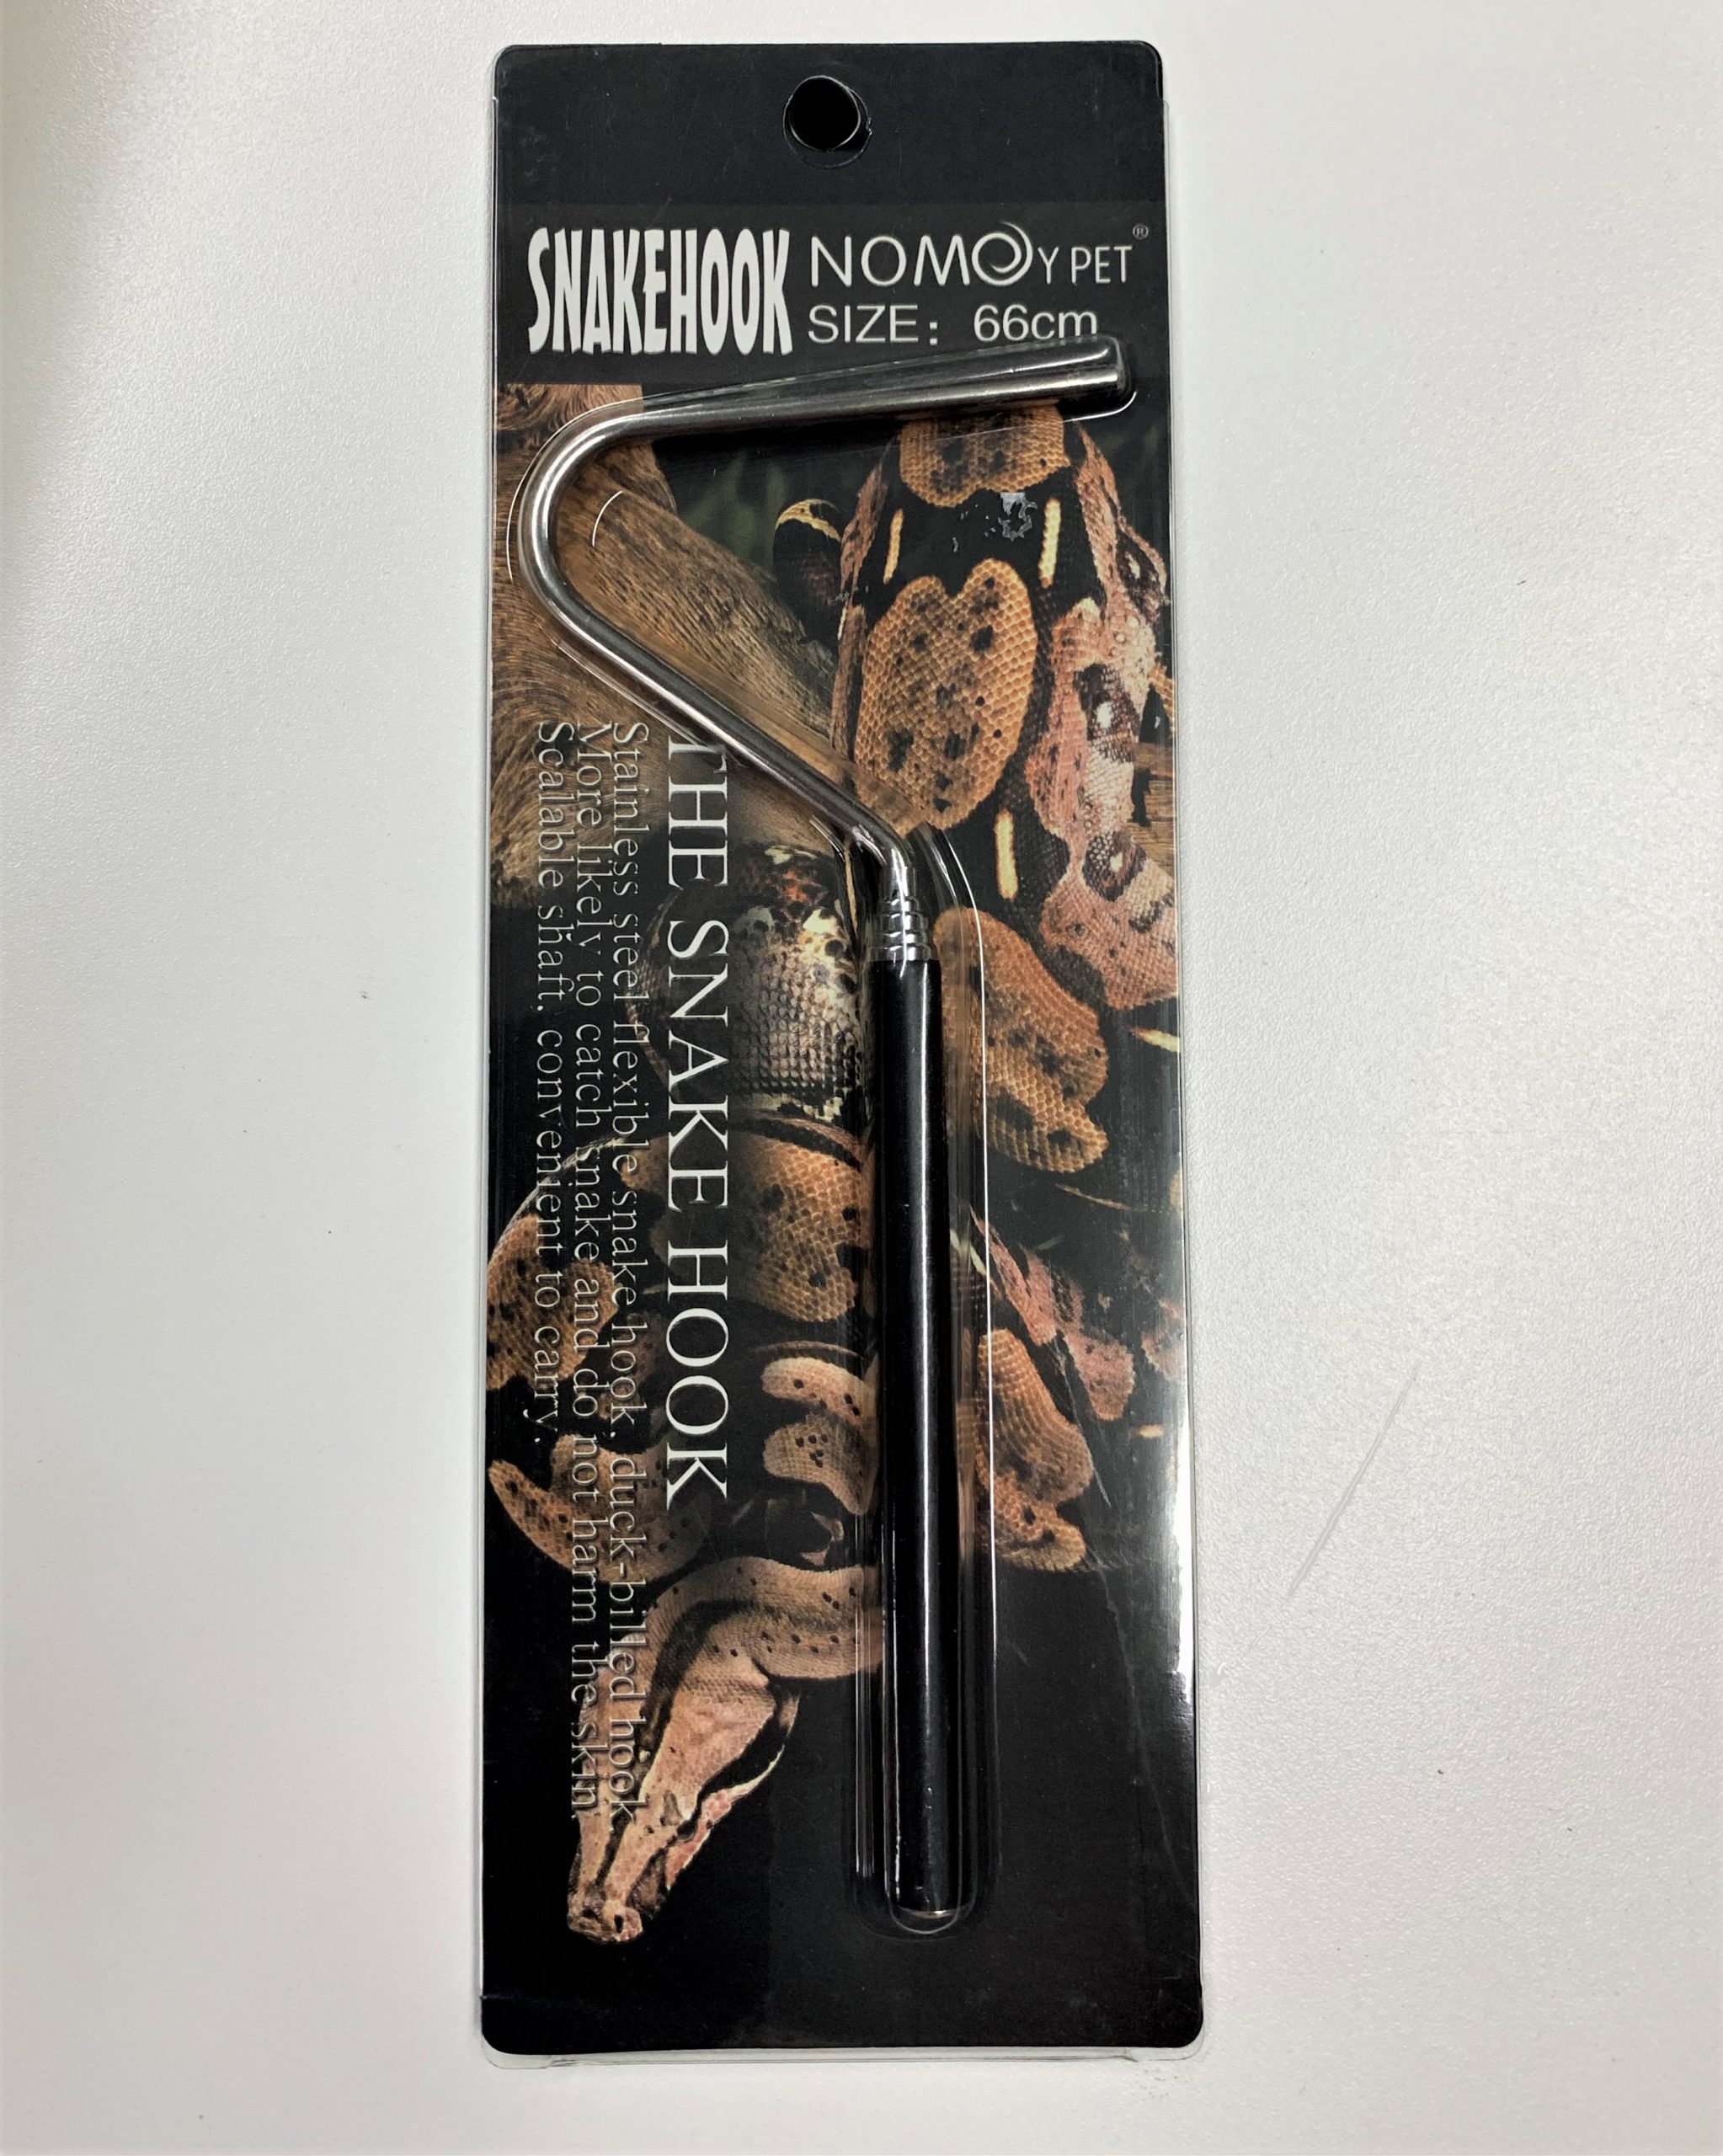 SNAKEHOOK NOMOY PET®
SIZE: 66cm
THE SNAKE HOOK
Stainless steel flexible snake hook, duck-billed hook
More likely to catch snake and do not harm the skin,
Scalable shaft, convenient to carry.